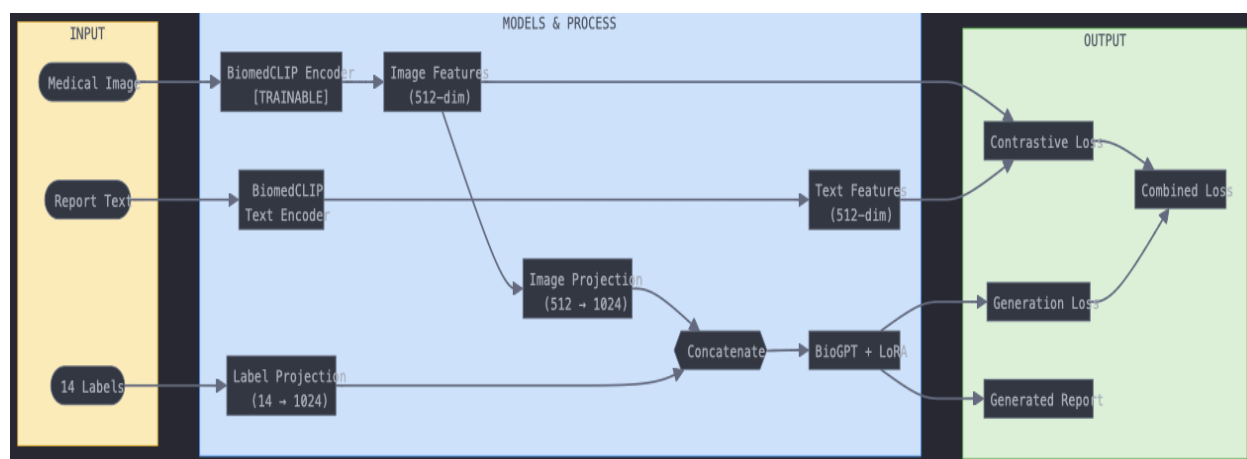 INPUT
MODELS & PROCESS
OUTPUT
Medical Image
BiomedCLIP Encoder
[TRAINABLE]
Image Features
(512-dim)
Contrastive Loss
Report Text
BiomedCLIP
Text Encoder
Text Features
(512-dim)
Combined Loss
Image Projection
(512 → 1024)
Generation Loss
Concatenate
BioGPT + LoRA
14 Labels
Label Projection
(14 → 1024)
Generated Report